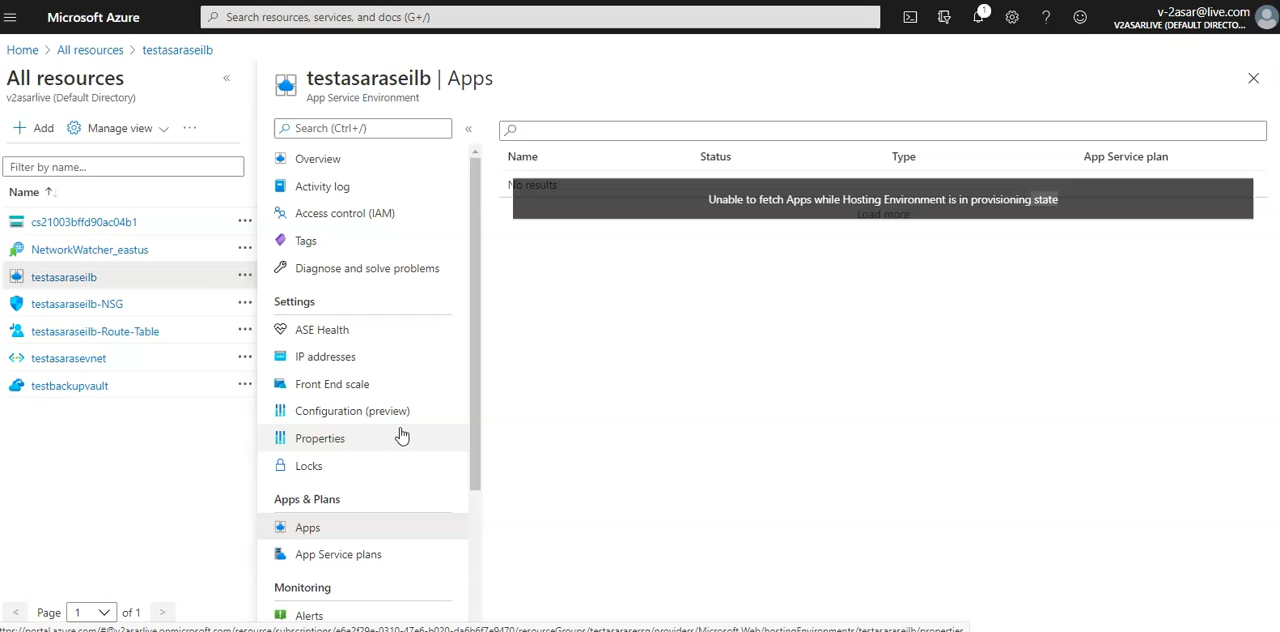 Microsoft Azure
Search resources, services, and docs (G+/)
1
v-2asar@live.com
V2ASARLIVE (DEFAULT DIRECTO...
Home > All resources > testasaraseilb
All resources
v2asarlive (Default Directory)
Add
Manage view
Filter by name...
Name
cs21003bffd90ac04b1
NetworkWatcher_eastus
testasaraseilb
testasaraseilb-NSG
testasaraseilb-Route-Table
testasarasevnet
testbackupvault
< Page 1 of 1 >
testasaraseilb | Apps
App Service Environment
Search (Ctrl+/)
Overview
Activity log
Access control (IAM)
Tags
Diagnose and solve problems
Settings
ASE Health
IP addresses
Front End scale
Configuration (preview)
Properties
Locks
Apps & Plans
Apps
App Service plans
Monitoring
Alerts
Name Status Type App Service plan
No results
Unable to fetch Apps while Hosting Environment is in provisioning state
Load more